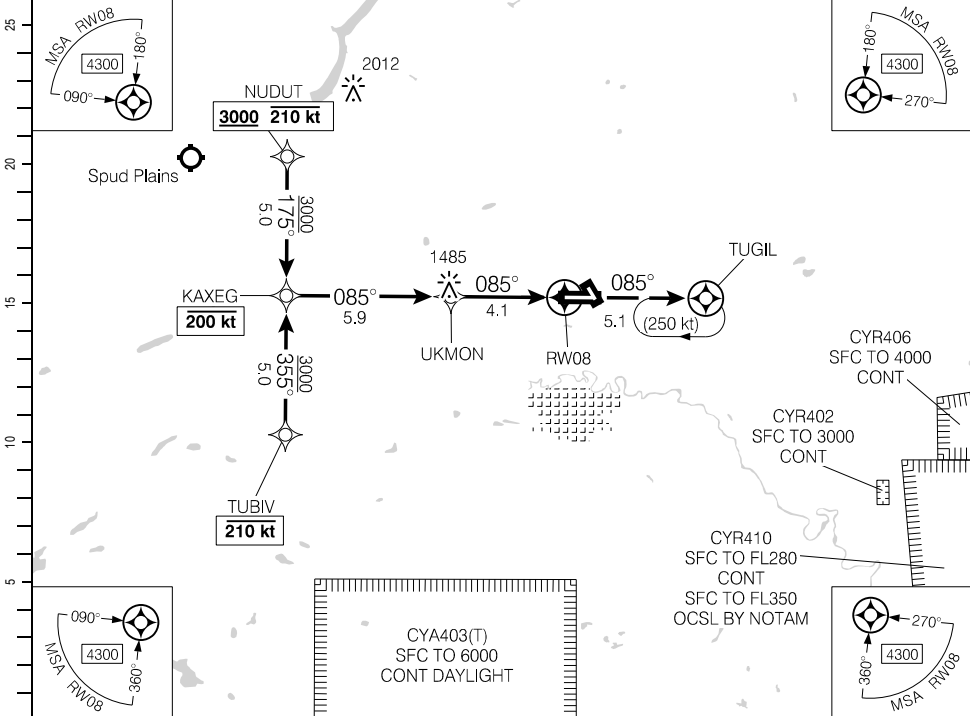 25
20
15
10
5
MSA RW08
4300
180°
090°
MSA RW08
4300
180°
270°
2012
NUDUT
3000 210 kt
Spud Plains
3000
175°
5.0
KAXEG
200 kt
085°
5.9
1485
UKMON
085°
4.1
RW08
085°
5.1
(250 kt)
TUGIL
3000
355°
5.0
TUBIV
210 kt
CYR406
SFC TO 4000
CONT
CYR402
SFC TO 3000
CONT
CYR410
SFC TO FL280
CONT
SFC TO FL350
OCSL BY NOTAM
CYA403(T)
SFC TO 6000
CONT DAYLIGHT
090°
4300
360°
MSA RW08
270°
4300
360°
MSA RW08